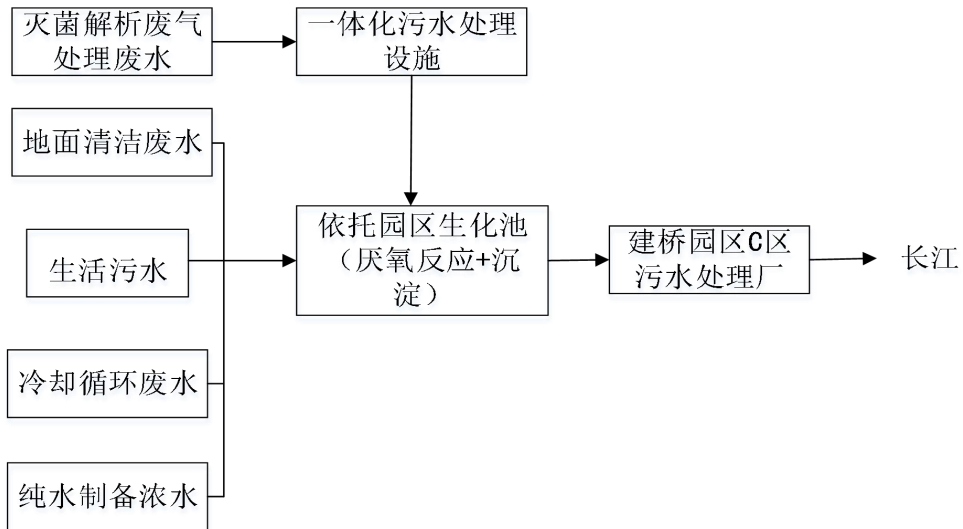 灭菌解析废气
处理废水
一体化污水处理
设施
地面清洁废水
生活污水
冷却循环废水
纯水制备浓水
依托园区生化池
（厌氧反应+沉
淀）
建桥园区C区
污水处理厂
长江